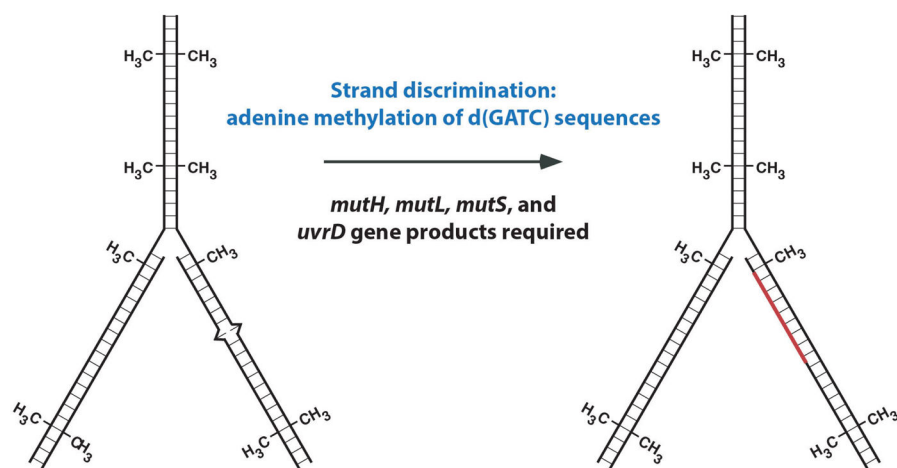 H₃C CH₃
H₃C CH₃
Strand discrimination:
adenine methylation of d(GATC) sequences
H₃C CH₃
H₃C CH₃
mutH, mutL, mutS, and
uvrD gene products required
H₃C CH₃
H₃C CH₃
H₃C CH₃
H₃C CH₃
H₃C CH₃
H₃C CH₃